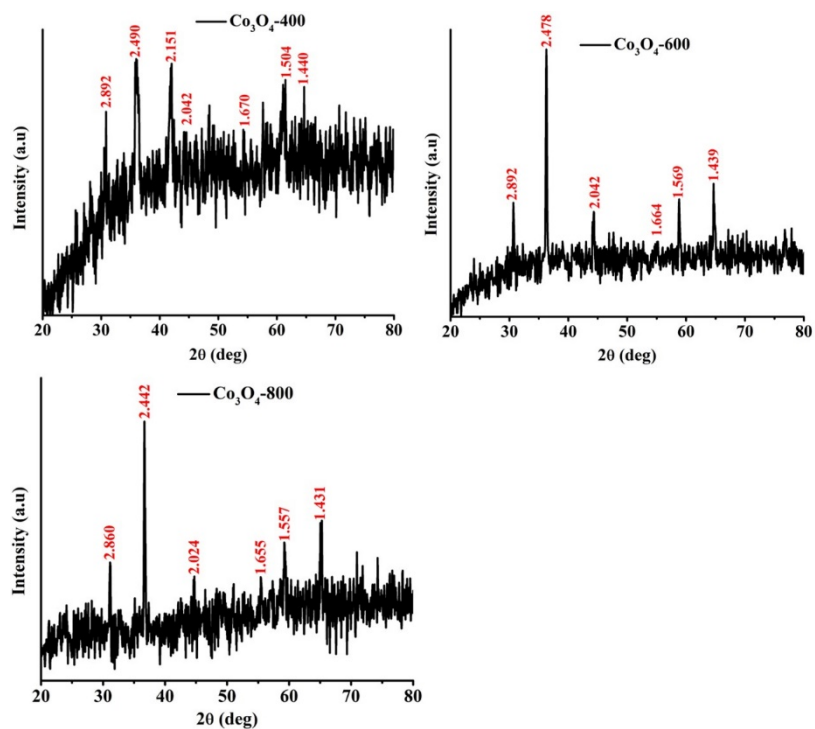 Co₃O₄-400
2.892
2.490
2.151
2.042
1.670
1.504
1.440
Intensity (a.u)
20 30 40 50 60 70 80
2θ (deg)
Co₃O₄-600
2.892
2.478
2.042
1.664
1.569
1.439
Intensity (a.u)
20 30 40 50 60 70 80
2θ (deg)
Co₃O₄-800
2.860
2.442
2.024
1.655
1.557
1.431
Intensity (a.u)
20 30 40 50 60 70 80
2θ (deg)